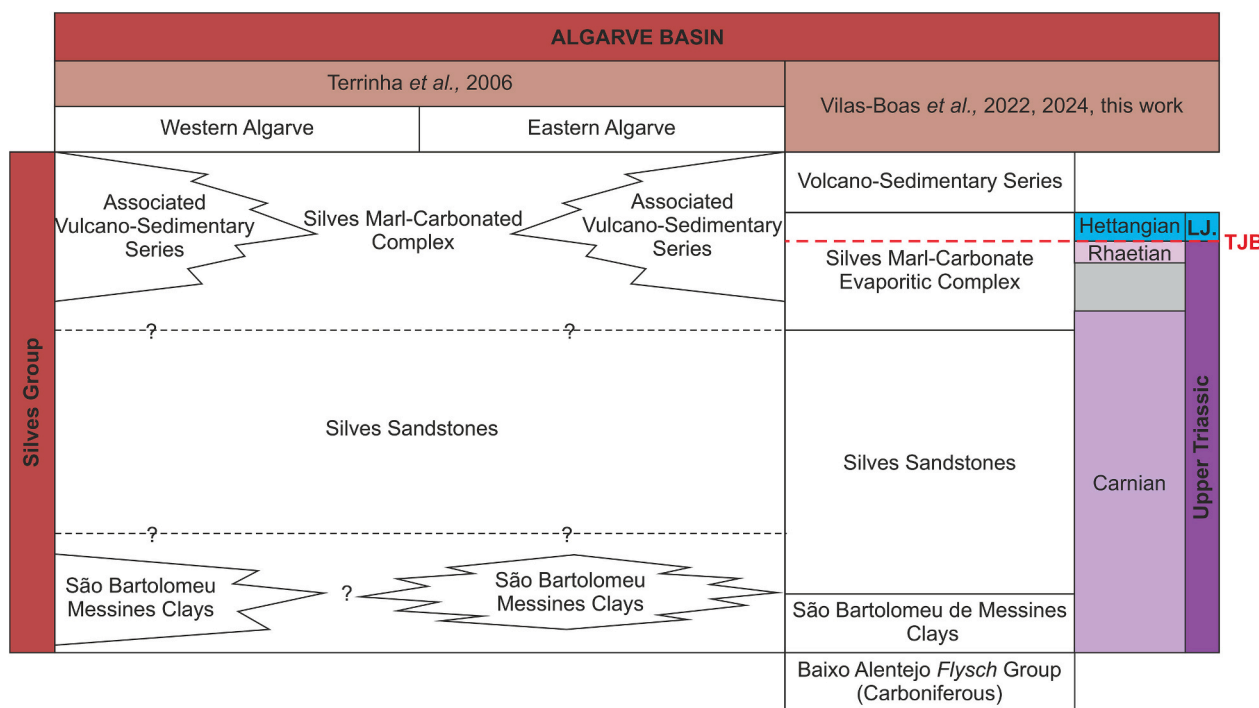 ALGARVE BASIN
Terrinha et al., 2006
Vilas-Boas et al., 2022, 2024, this work
Western Algarve
Eastern Algarve
Silves Group
Associated
Vulcano-Sedimentary
Series
Silves Marl-Carbonated
Complex
Associated
Vulcano-Sedimentary
Series
Volcano-Sedimentary Series
Hettangian
LJ.
TJB
Silves Marl-Carbonate
Evaporitic Complex
Rhaetian
?
?
Silves Sandstones
Silves Sandstones
Carnian
Upper Triassic
?
?
São Bartolomeu
Messines Clays
?
São Bartolomeu
Messines Clays
São Bartolomeu de Messines
Clays
Baixo Alentejo Flysch Group
(Carboniferous)